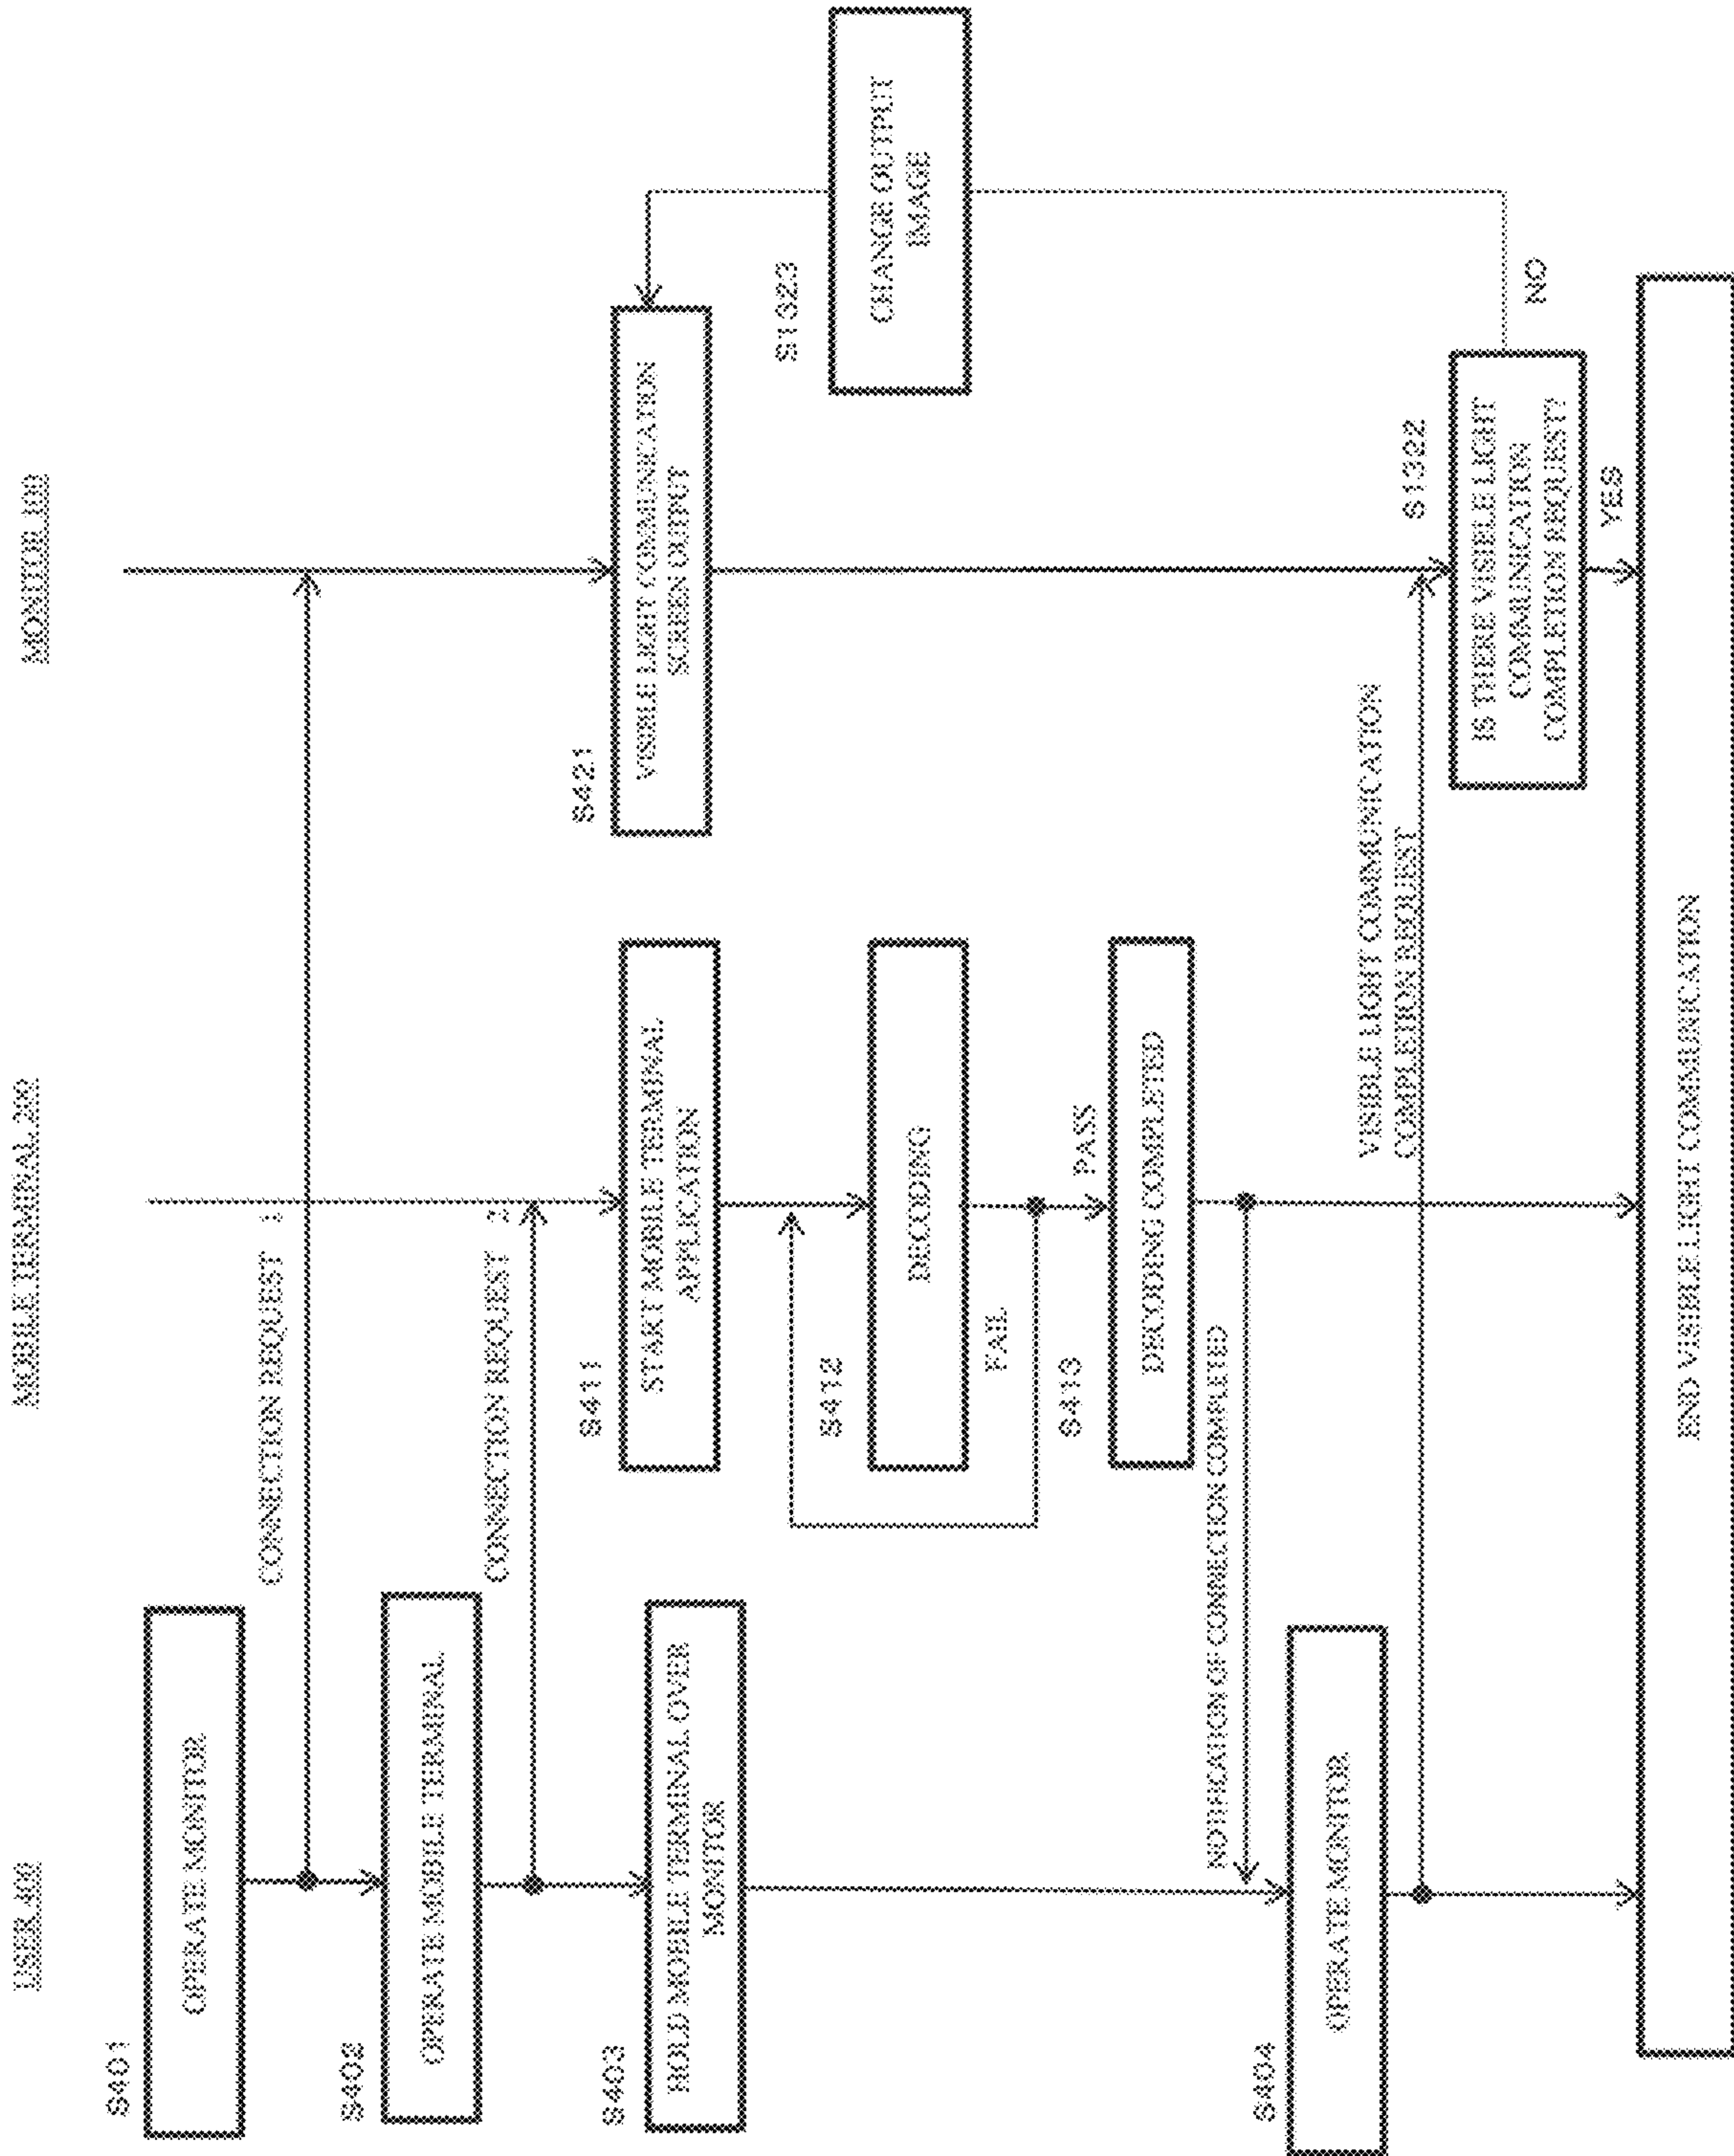 USER 400
MOBILE TERMINAL 200
MONITOR 100
S401
OPERATE MONITOR
CONNECTION REQUEST 1
S402
OPERATE MOBILE TERMINAL
CONNECTION REQUEST 2
S403
HOLD MOBILE TERMINAL OVER
MONITOR
S411
START MOBILE TERMINAL
APPLICATION
S421
VISIBLE LIGHT COMUNICATION
SCREEN OUTPUT
S1323
CHANGE OUTPUT
IMAGE
S412
DECODING
FAIL
PASS
S413
DECODING COMPLETED
NOTIFICATION OF CONNECTION COMPLETED
S404
OPERATE MONITOR
VISIBLE LIGHT COMMUNICATION
COMPLETION REQUEST
S1322
IS THERE VISIBLE LIGHT
COMMUNICATION
COMPLETION REQUEST?
NO
YES
END VISIBLE LIGHT COMMUNICATION